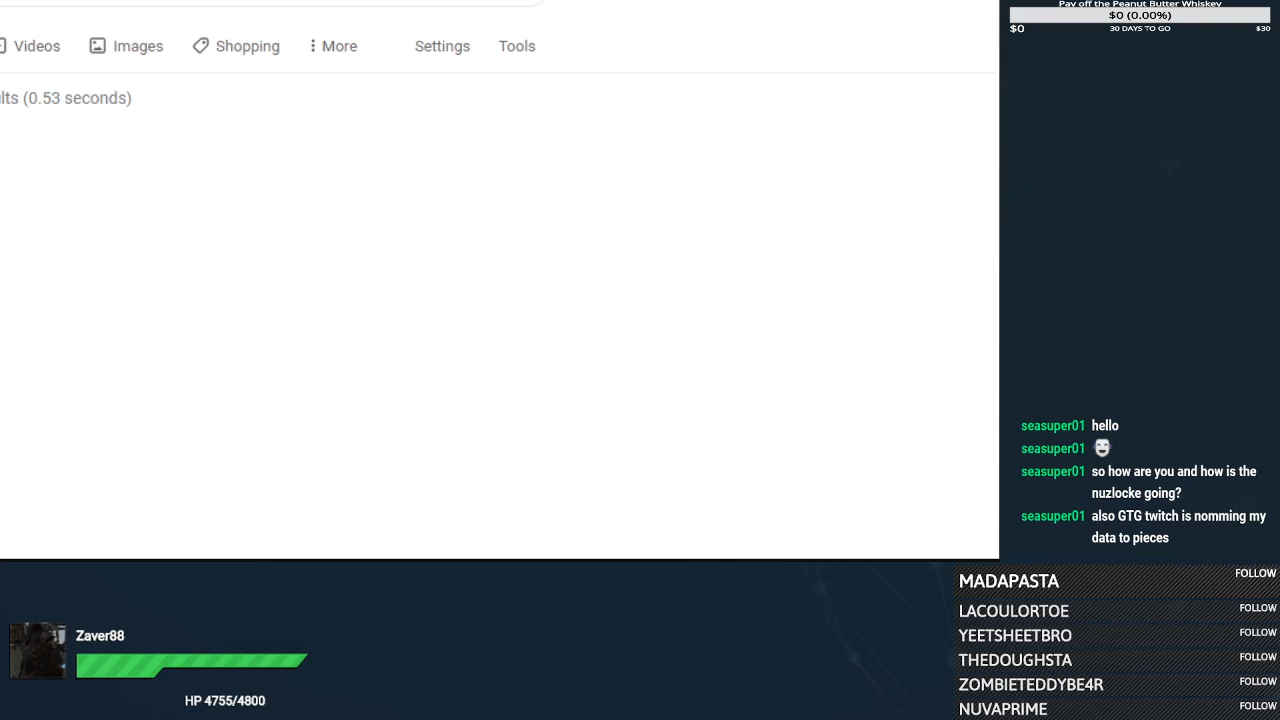 Pay off the Peanut Butter Whiskey
$0 (0.00%)
$0 30 DAYS TO GO $30
Videos Images Shopping More Settings Tools
(0.53 seconds)
seasuper01 hello
seasuper01
seasuper01 so how are you and how is the
nuzlocke going?
seasuper01 also GTG twitch is nomming my
data to pieces
MADAPASTA FOLLOW
LACOULORTOE FOLLOW
YEETSHEETBRO FOLLOW
THEDOUGHSTA FOLLOW
ZOMBIETEDDYBE4R FOLLOW
NUVAPRIME FOLLOW
Zaver88
HP 4755/4800